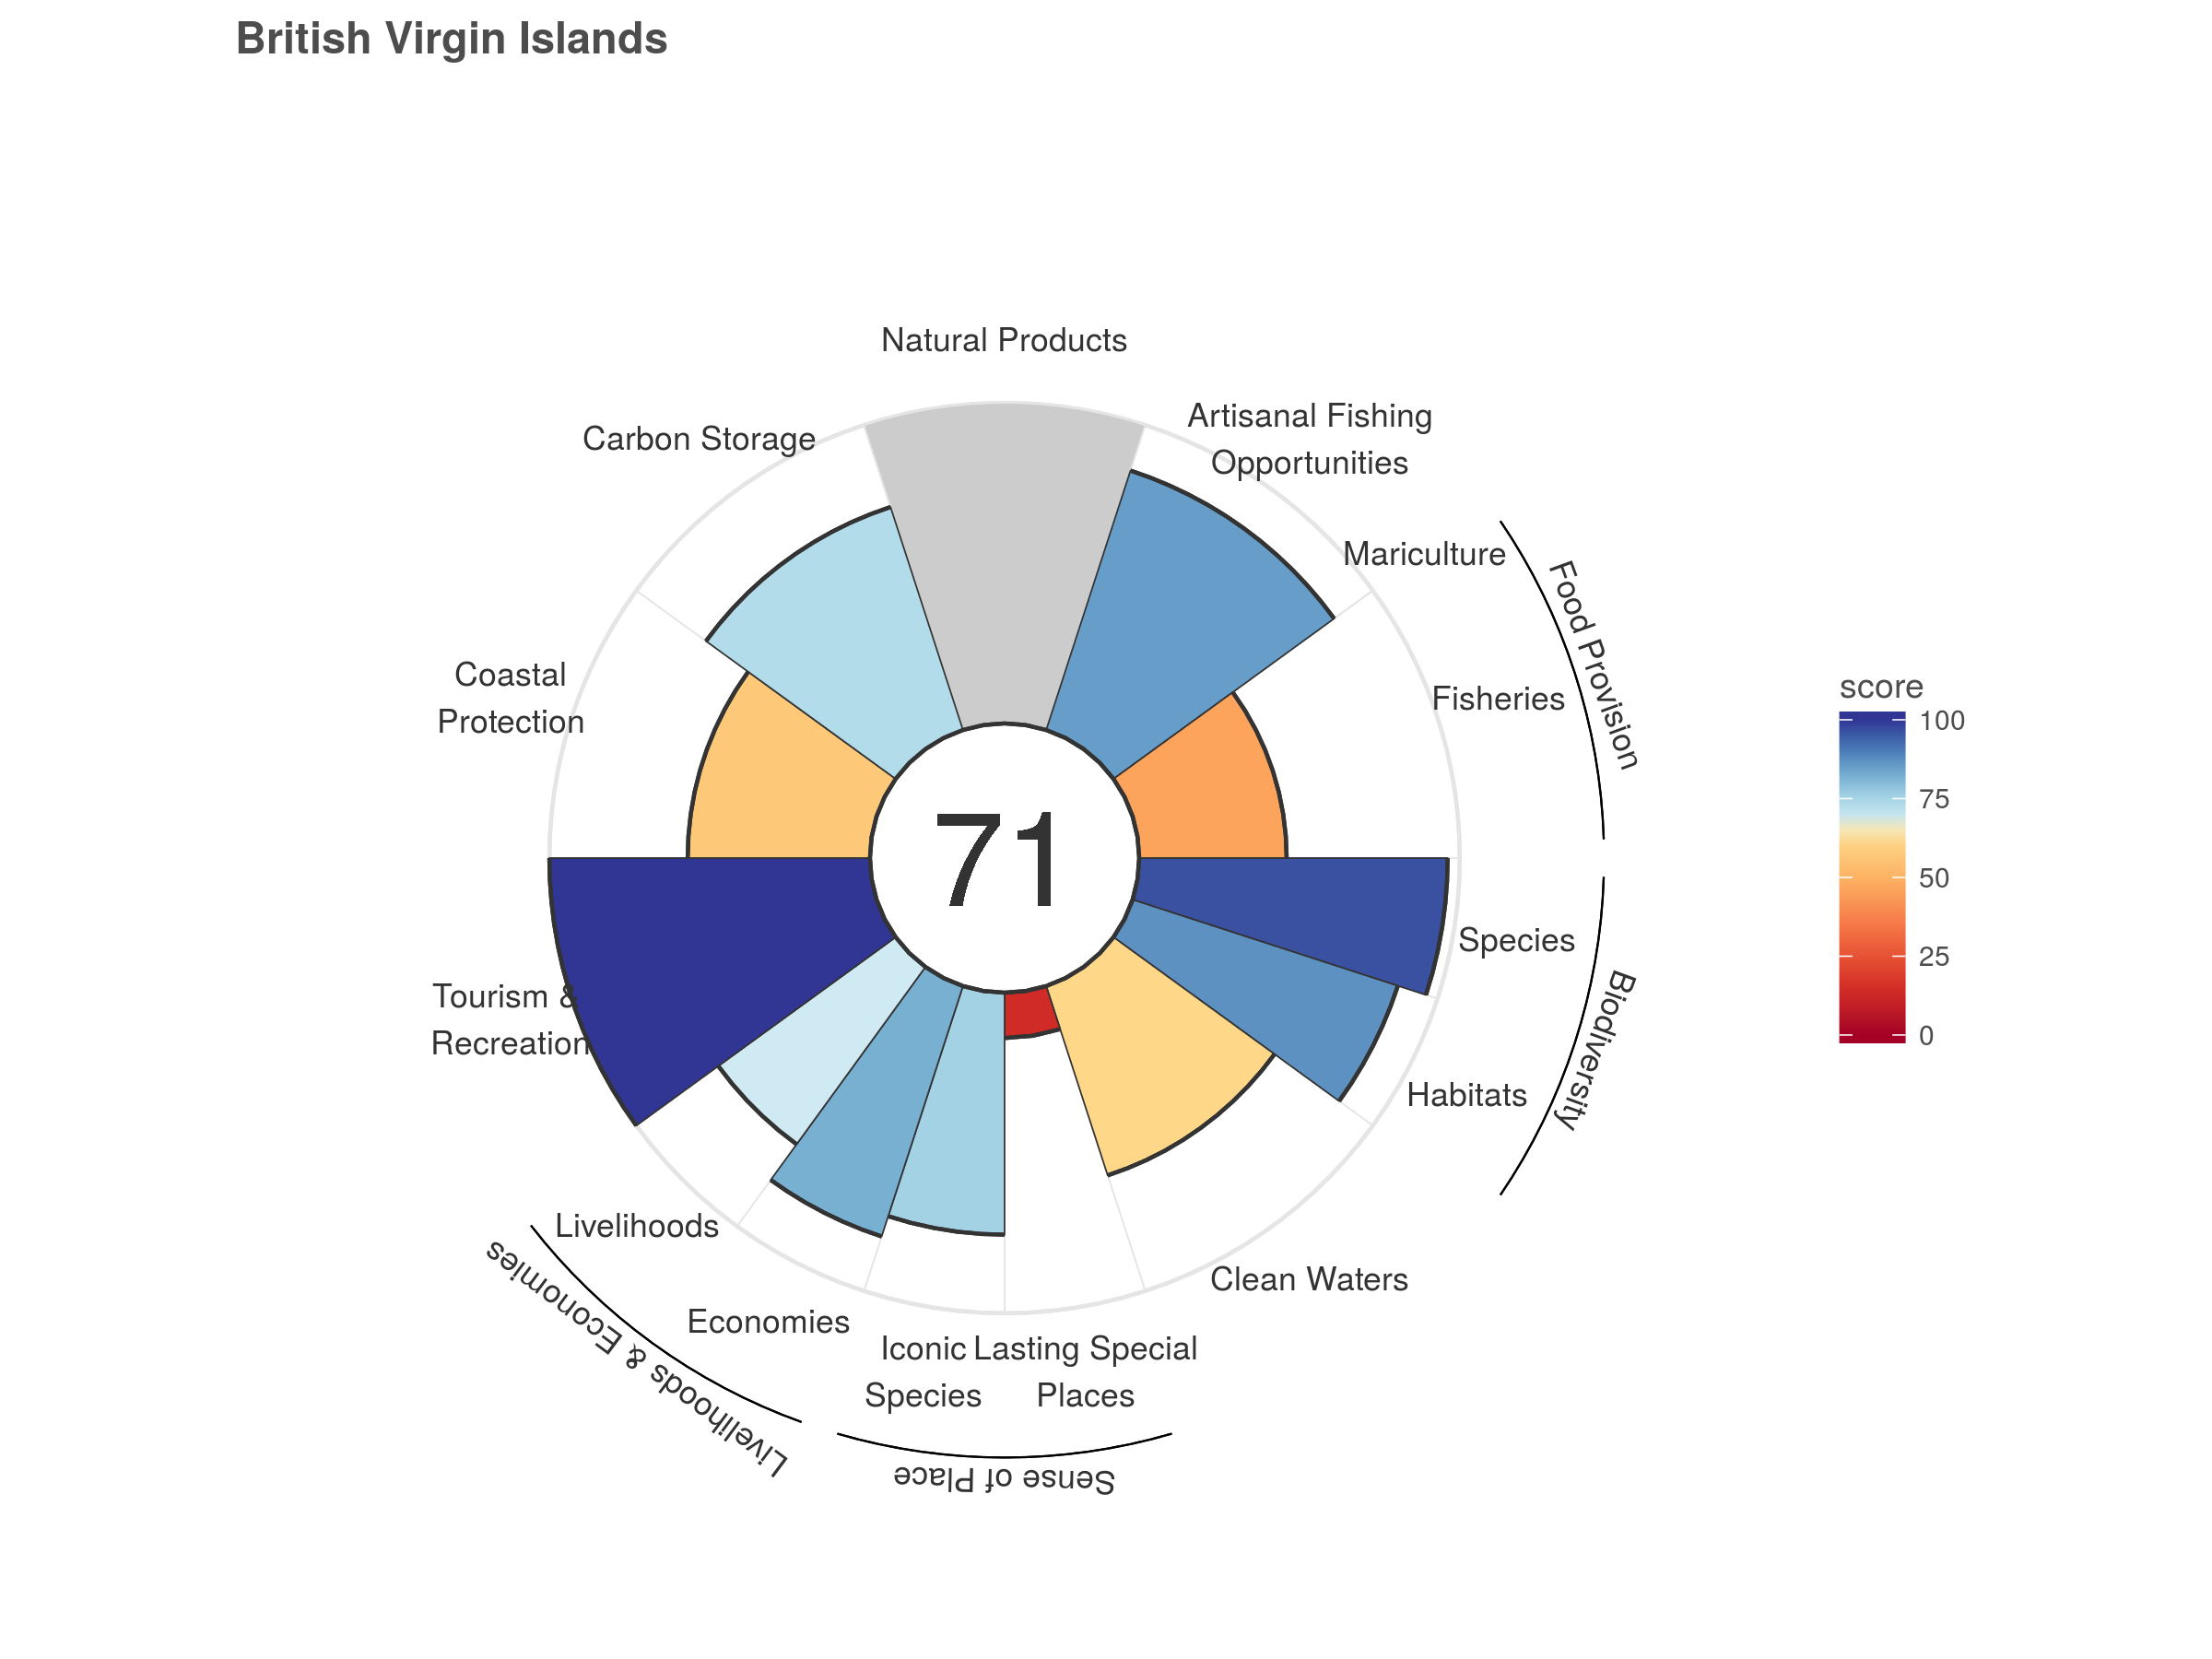 British Virgin Islands
Natural Products
Artisanal Fishing
Opportunities
Carbon Storage
Mariculture
Food Provision
Fisheries
Coastal
Protection
score
100
75
50
25
0
71
Species
Biodiversity
Tourism &
Recreation
Habitats
Livelihoods
Clean Waters
Economies
Livelihoods & Economies
Iconic
Species
Lasting Special
Places
Sense of Place